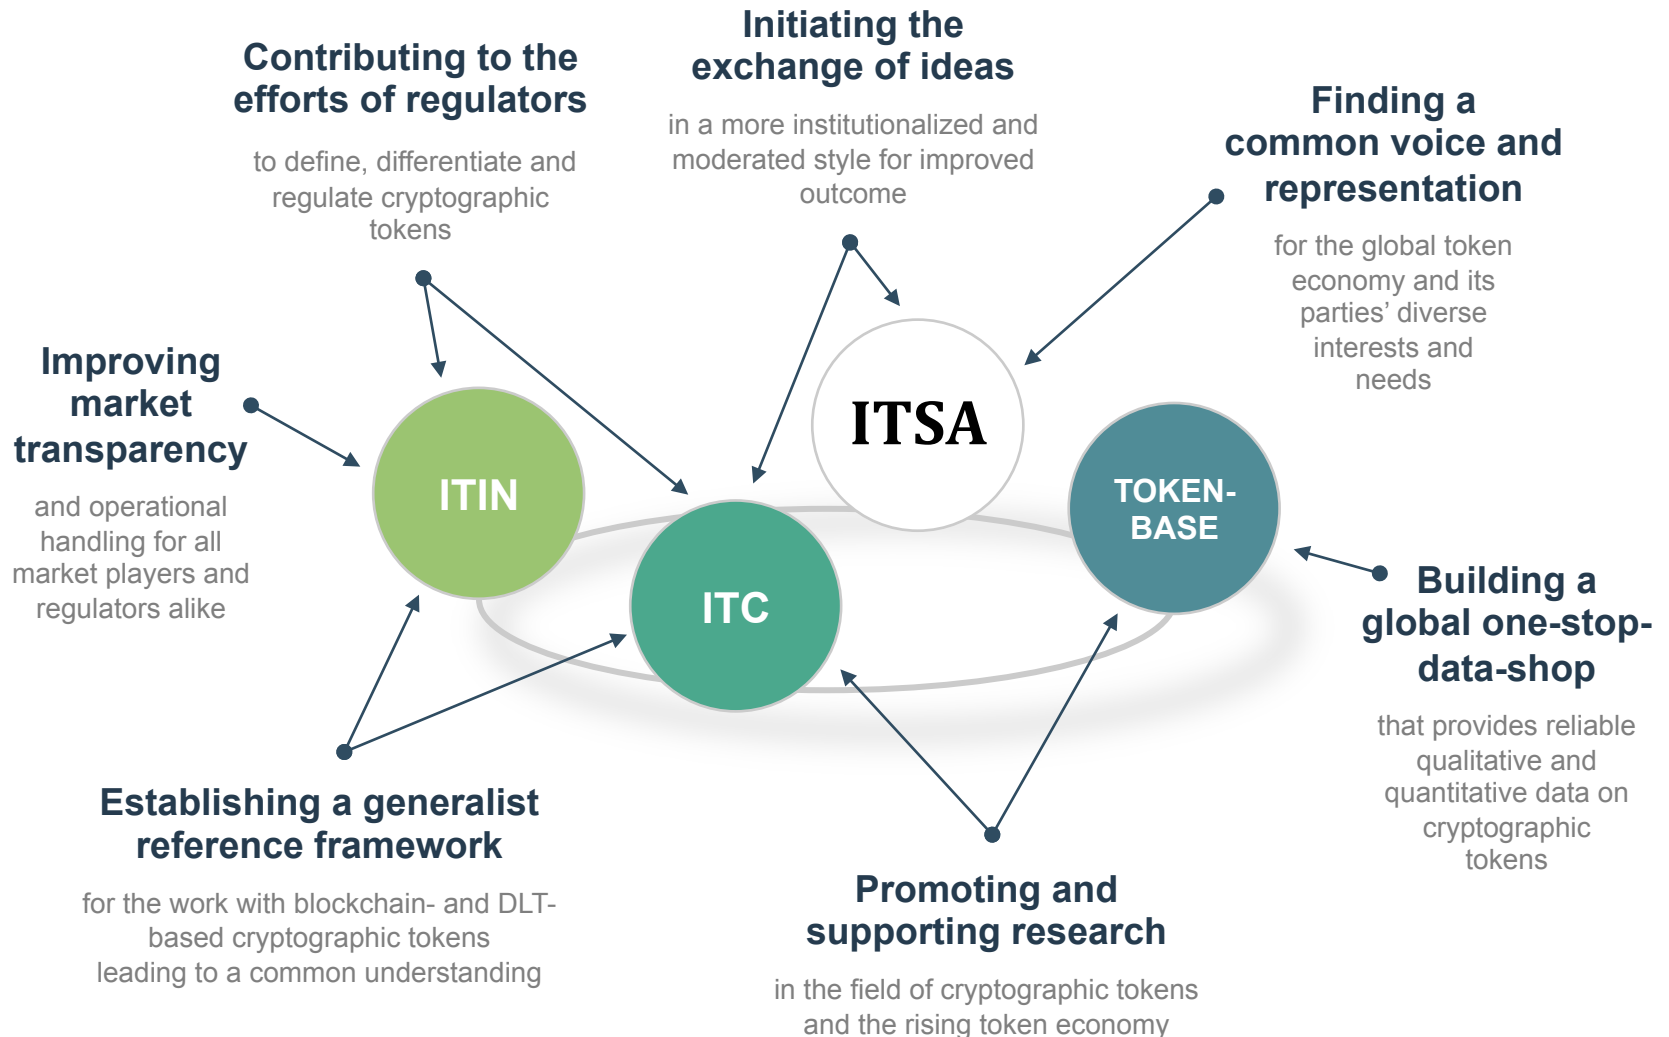 Initiating the
exchange of ideas
in a more institutionalized and
moderated style for improved
outcome
Contributing to the
efforts of regulators
to define, differentiate and
regulate cryptographic
tokens
Finding a
common voice and
representation
for the global token
economy and its
parties’ diverse
interests and
needs
Improving
market
transparency
and operational
handling for all
market players and
regulators alike
ITIN
ITC
ITSA
TOKEN-
BASE
Building a
global one-stop-
data-shop
that provides reliable
qualitative and
quantitative data on
cryptographic
tokens
Establishing a generalist
reference framework
for the work with blockchain- and DLT-
based cryptographic tokens
leading to a common understanding
Promoting and
supporting research
in the field of cryptographic tokens
and the rising token economy